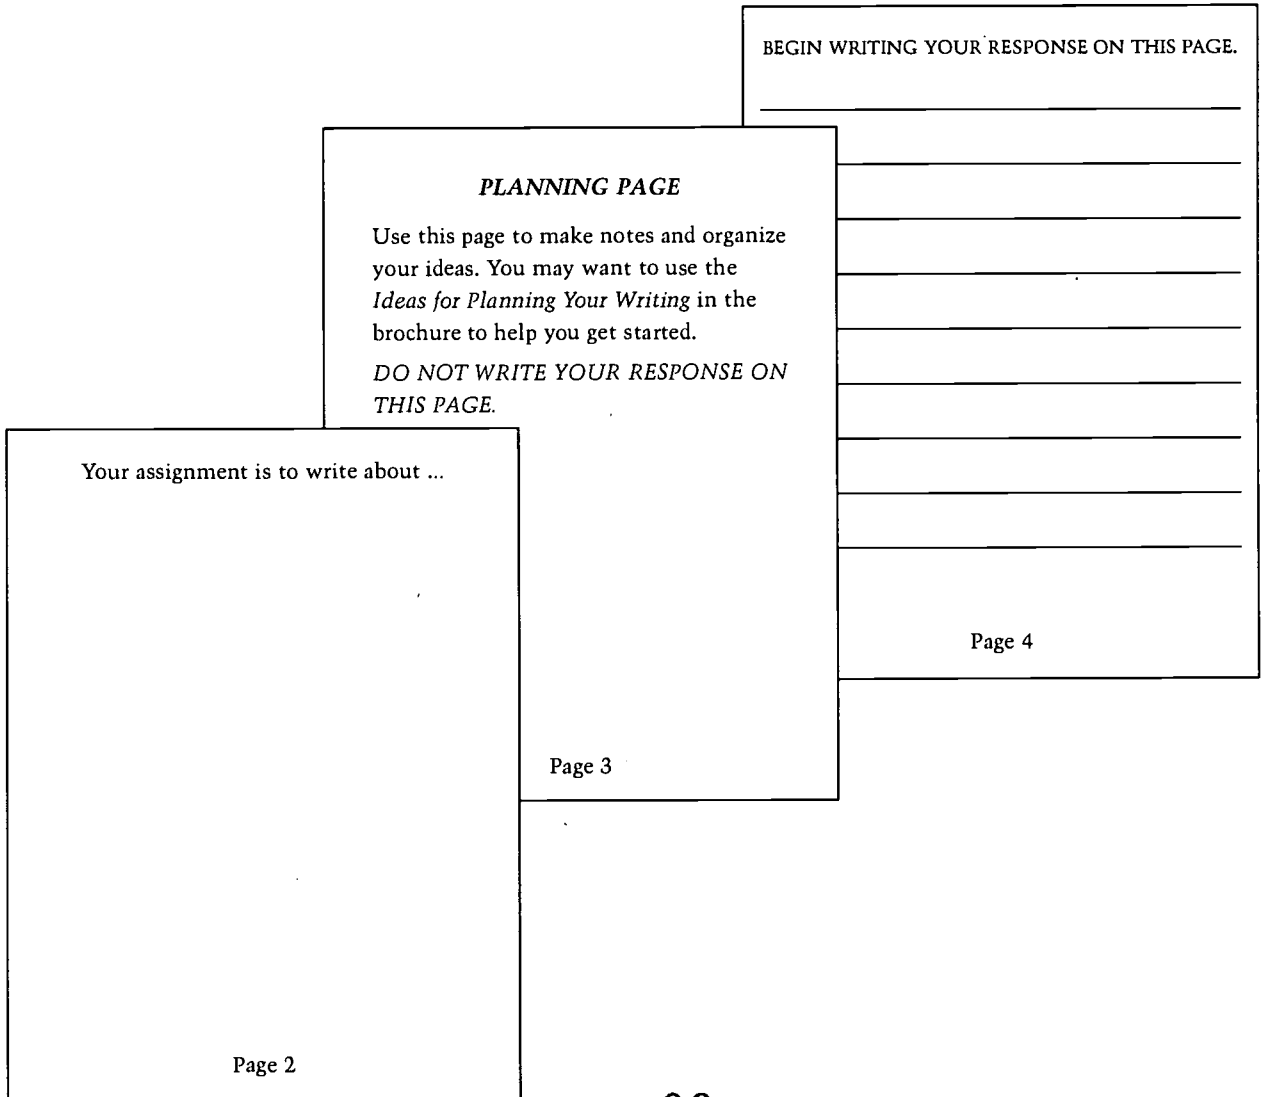 BEGIN WRITING YOUR RESPONSE ON THIS PAGE.
Page 4
PLANNING PAGE
Use this page to make notes and organize
your ideas. You may want to use the
Ideas for Planning Your Writing in the
brochure to help you get started.
DO NOT WRITE YOUR RESPONSE ON
THIS PAGE.
Page 3
Your assignment is to write about ...
Page 2